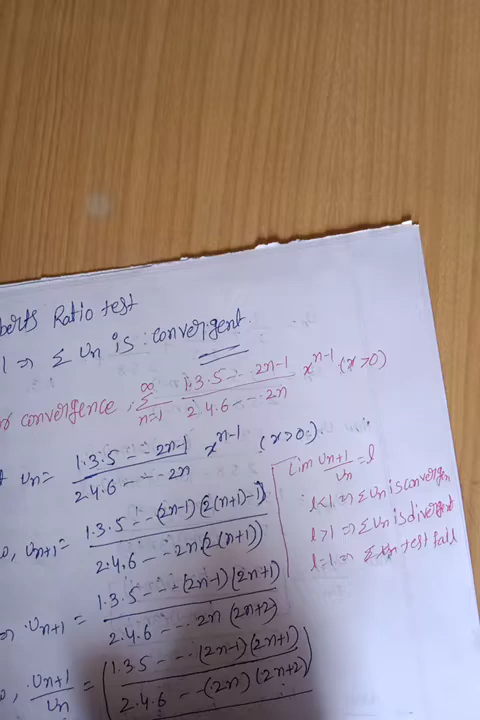 Ratio test
1 ⇒ Σ Un is convergent.
convergence, ∞Σn=1 1.3.5 - - 2n-1 / 2.4.6 - - - 2n x^n-1 (x>0)
Un = 1.3.5 - - - 2n-1 / 2.4.6 - - - 2n x^n-1 (x>0).
Un+1 = 1.3.5 - - (2n-1)(2(n+1)-1) / 2.4.6 - - - 2n(2(n+1))
Un+1 = 1.3.5 - - - (2n-1)(2n+1) / 2.4.6 - - - 2n (2n+2)
Un+1 / Un = (1.3.5 - - - (2n-1)(2n+1) / 2.4.6 - - (2n)(2n+2))
Lim Un+1 / Un = l
l<1 ⇒ Σ Un is convergen
l>1 ⇒ Σ Un is divergent
l=1 ⇒ Σ test fail